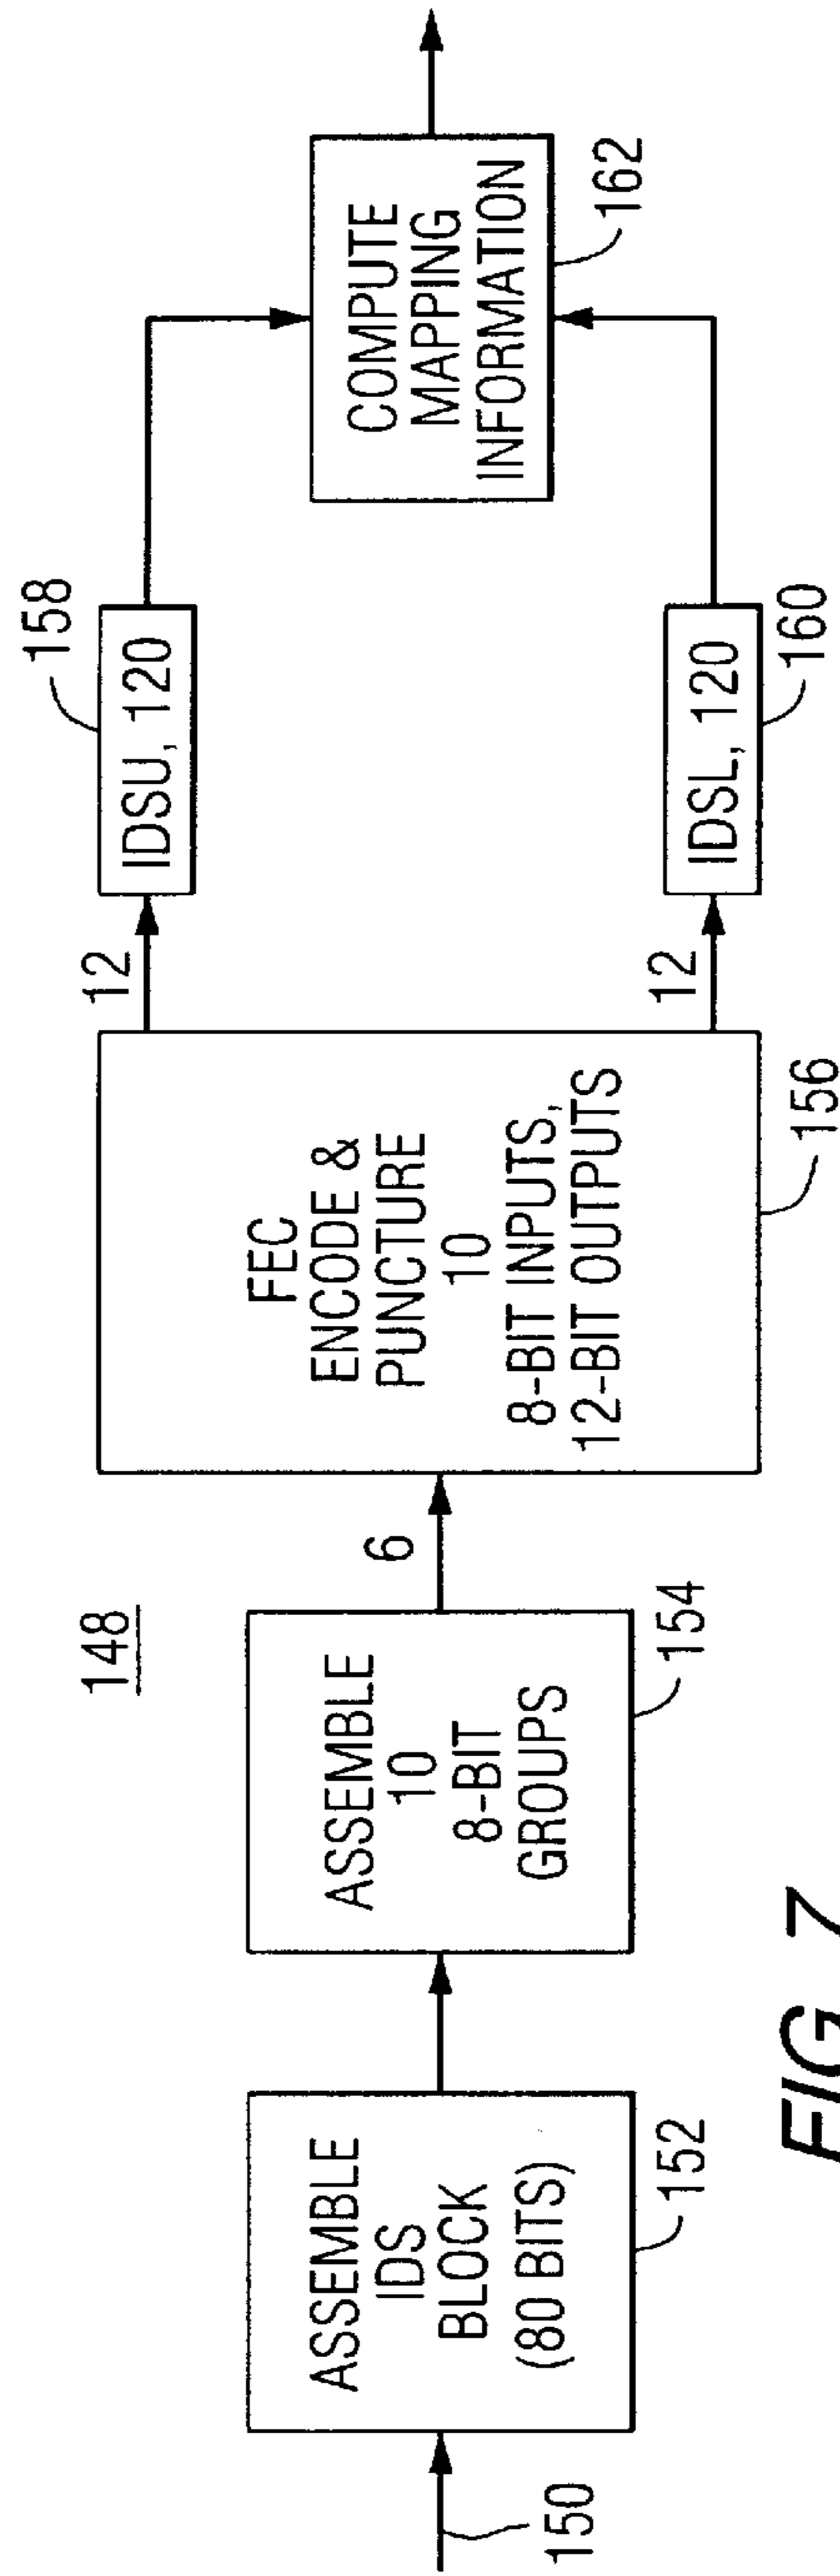 148
150
ASSEMBLE
IDS
BLOCK
(80 BITS)
152
ASSEMBLE
10
8-BIT
GROUPS
154
6
FEC
ENCODE &
PUNCTURE
10
8-BIT INPUTS,
12-BIT OUTPUTS
156
12
IDSU, 120
158
12
IDSL, 120
160
COMPUTE
MAPPING
INFORMATION
162
FIG. 7